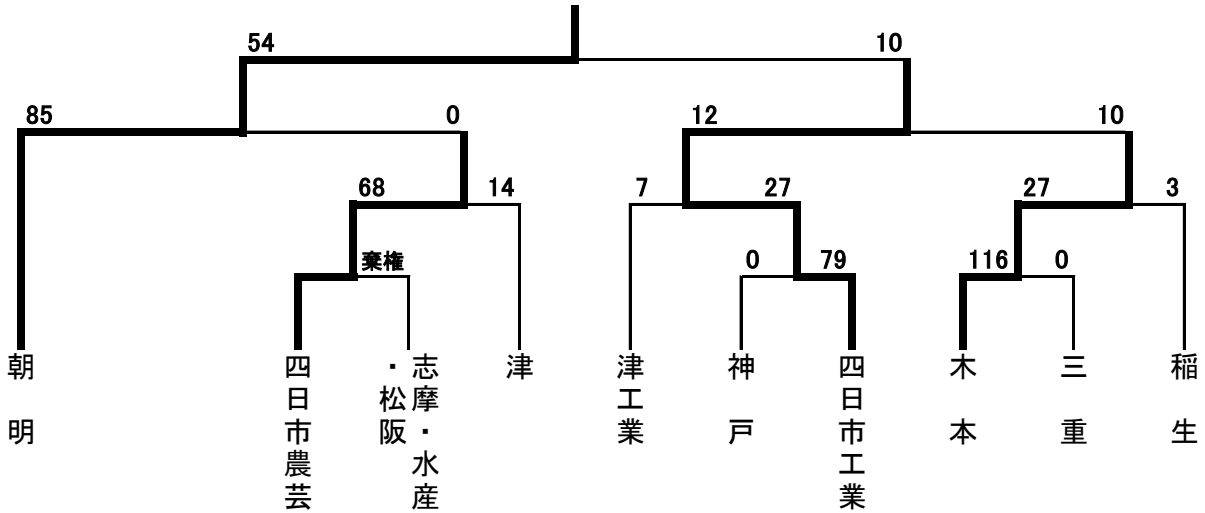 54 10
85 0 12 10
68 14 7 27 27 3
棄権 0 79 116 0
朝明
四日市農芸
志摩・水産
・松阪
津
津工業
神戸
四日市工業
木本
三重
稲生